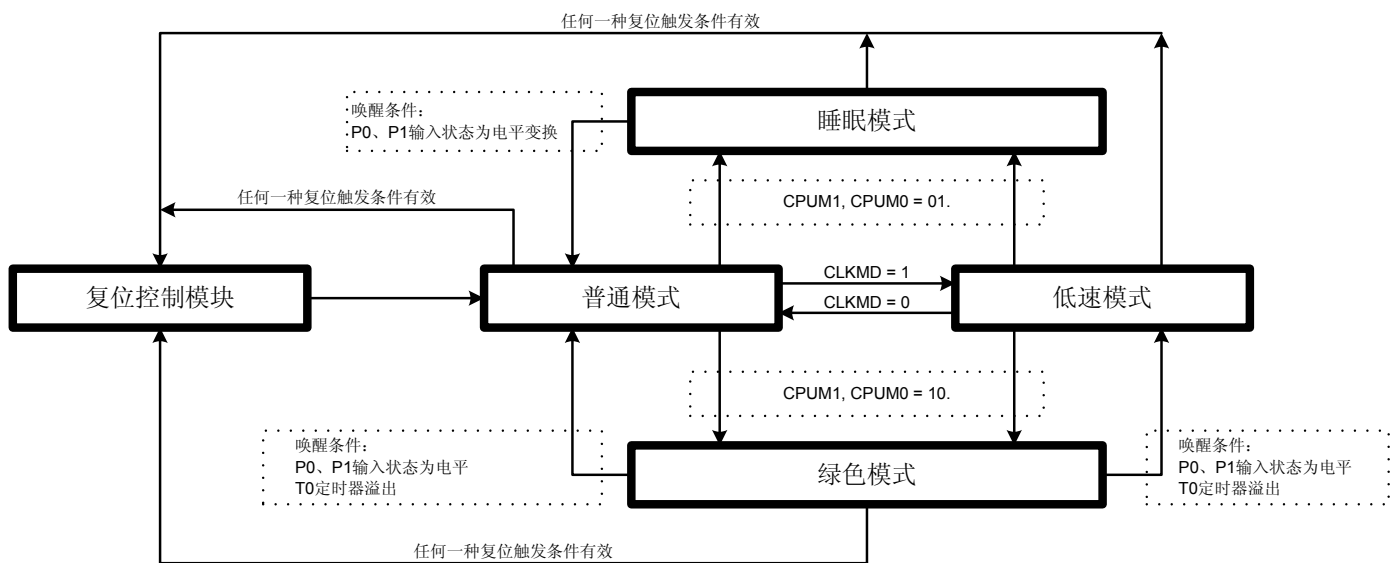 任何一种复位触发条件有效
唤醒条件：
P0、P1输入状态为电平变换
睡眠模式
任何一种复位触发条件有效
CPUM1, CPUM0 = 01.
复位控制模块
普通模式
CLKMD = 1
CLKMD = 0
低速模式
CPUM1, CPUM0 = 10.
唤醒条件：
P0、P1输入状态为电平
T0定时器溢出
绿色模式
唤醒条件：
P0、P1输入状态为电平
T0定时器溢出
任何一种复位触发条件有效